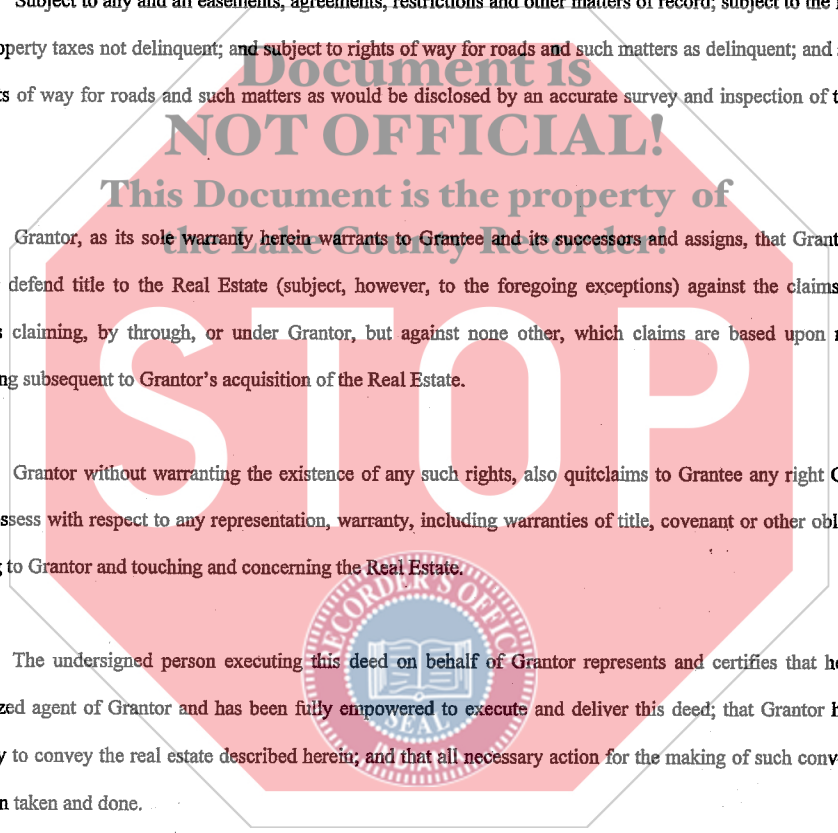 Subject to any and all easements, agreements, restrictions and other matters of record; subject to the
operty taxes not delinquent; and subject to rights of way for roads and such matters as delinquent; and
Document is
s of way for roads and such matters as would be disclosed by an accurate survey and inspection of t
NOT OFFICIAL!
This Document is the property of
the Lake County Recorder!
Grantor, as its sole warranty herein warrants to Grantee and its successors and assigns, that Grant
defend title to the Real Estate (subject, however, to the foregoing exceptions) against the claims
s claiming, by through, or under Grantor, but against none other, which claims are based upon
ng subsequent to Grantor's acquisition of the Real Estate.
STOP
Grantor without warranting the existence of any such rights, also quitclaims to Grantee any right
ssess with respect to any representation, warranty, including warranties of title, covenant or other obl
to Grantor and touching and concerning the Real Estate.
RECORDER'S OFFICE
The undersigned person executing this deed on behalf of Grantor represents and certifies that he
zed agent of Grantor and has been fully empowered to execute and deliver this deed; that Grantor h
SEAL
y to convey the real estate described herein; and that all necessary action for the making of such conv
INDIANA
n taken and done.